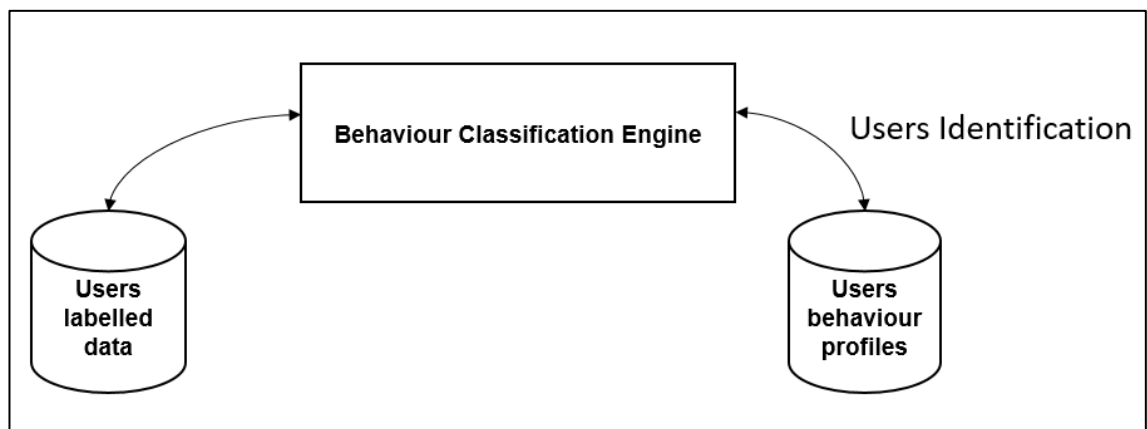 Behaviour Classification Engine
Users Identification
Users
labelled
data
Users
behaviour
profiles